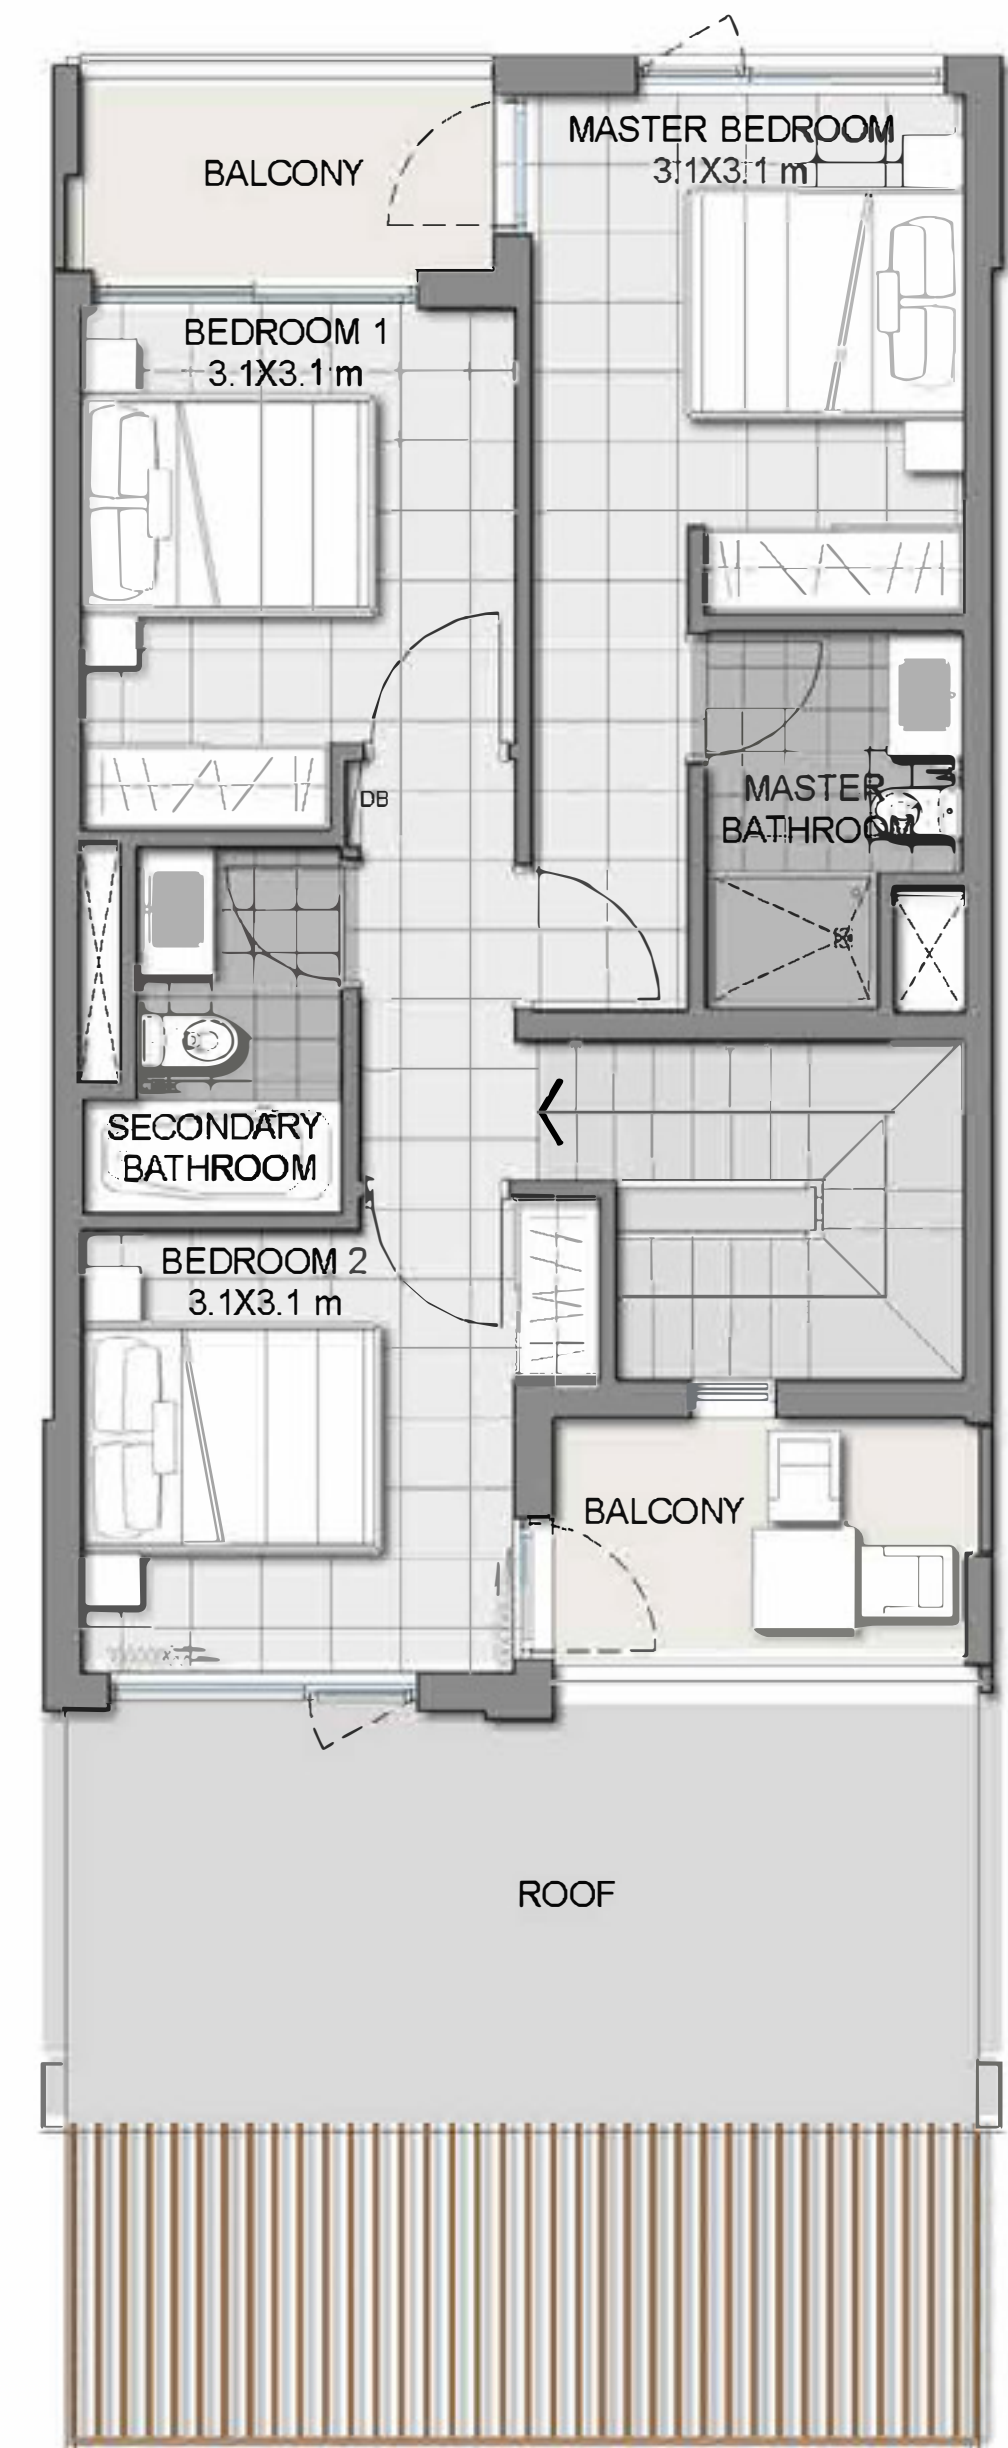 MASTER BEDROOM
3.1X3.1 m
BALCONY
BEDROOM 1
3.1X3.1 m
DB
MASTER
BATHROOM
SECONDARY
BATHROOM
BEDROOM 2
3.1X3.1 m
BALCONY
ROOF